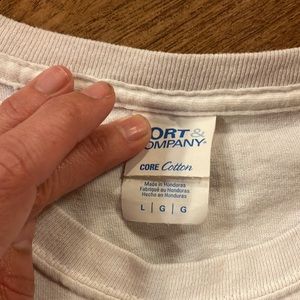 ORT &
OMPANY®
CORE Cotton
Made in Honduras
Fabriqué au Honduras
Hecho en Honduras
L | G | G